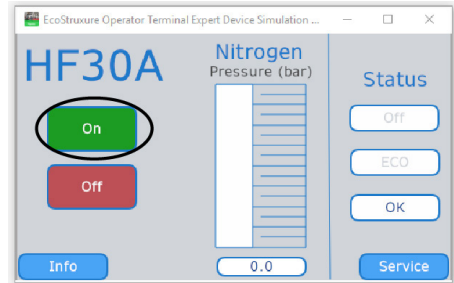 EcoStruxure Operator Terminal Expert Device Simulation ...
HF30A
On
Off
Info
Nitrogen
Pressure (bar)
0.0
Status
Off
ECO
OK
Service